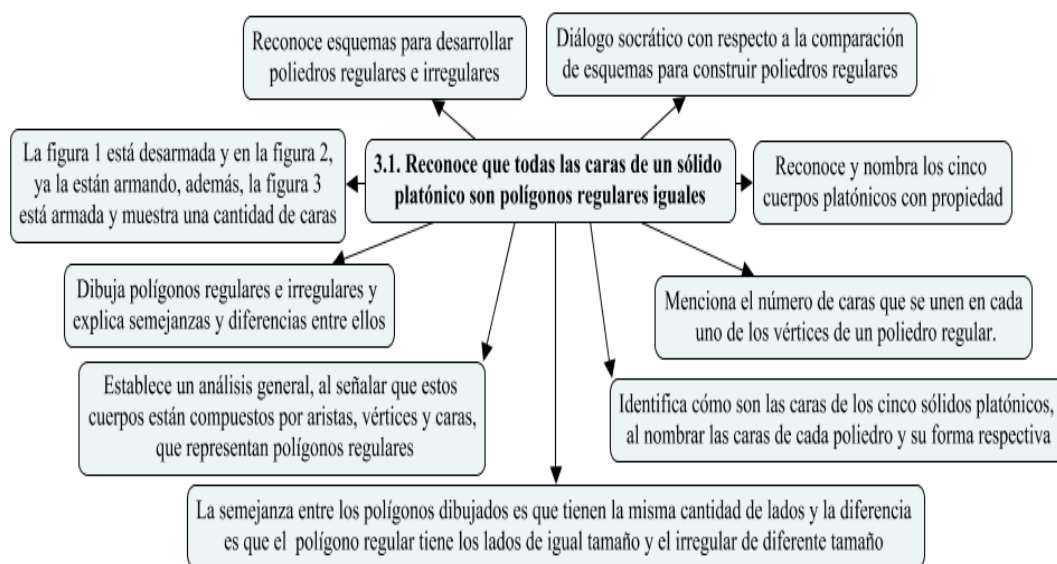 Reconoce esquemas para desarrollar
poliedros regulares e irregulares
Diálogo socrático con respecto a la comparación
de esquemas para construir poliedros regulares
La figura 1 está desarmada y en la figura 2,
ya la están armando, además, la figura 3
está armada y muestra una cantidad de caras
3.1. Reconoce que todas las caras de un sólido
platónico son polígonos regulares iguales
Reconoce y nombra los cinco
cuerpos platónicos con propiedad
Dibuja polígonos regulares e irregulares y
explica semejanzas y diferencias entre ellos
Menciona el número de caras que se unen en cada
uno de los vértices de un poliedro regular.
Establece un análisis general, al señalar que estos
cuerpos están compuestos por aristas, vértices y caras,
que representan polígonos regulares
Identifica cómo son las caras de los cinco sólidos platónicos,
al nombrar las caras de cada poliedro y su forma respectiva
La semejanza entre los polígonos dibujados es que tienen la misma cantidad de lados y la diferencia
es que el polígono regular tiene los lados de igual tamaño y el irregular de diferente tamaño